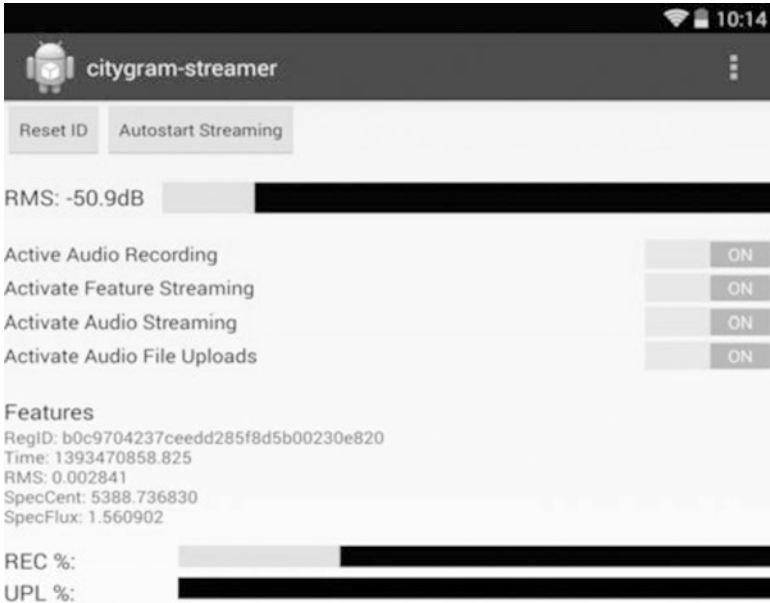 10:14
citygram-streamer
Reset ID Autostart Streaming
RMS: -50.9dB
Active Audio Recording ON
Activate Feature Streaming ON
Activate Audio Streaming ON
Activate Audio File Uploads ON
Features
RegID: b0c9704237ceedd285f8d5b00230e820
Time: 1393470858.825
RMS: 0.002841
SpecCent: 5388.736830
SpecFlux: 1.560902
REC %:
UPL %: